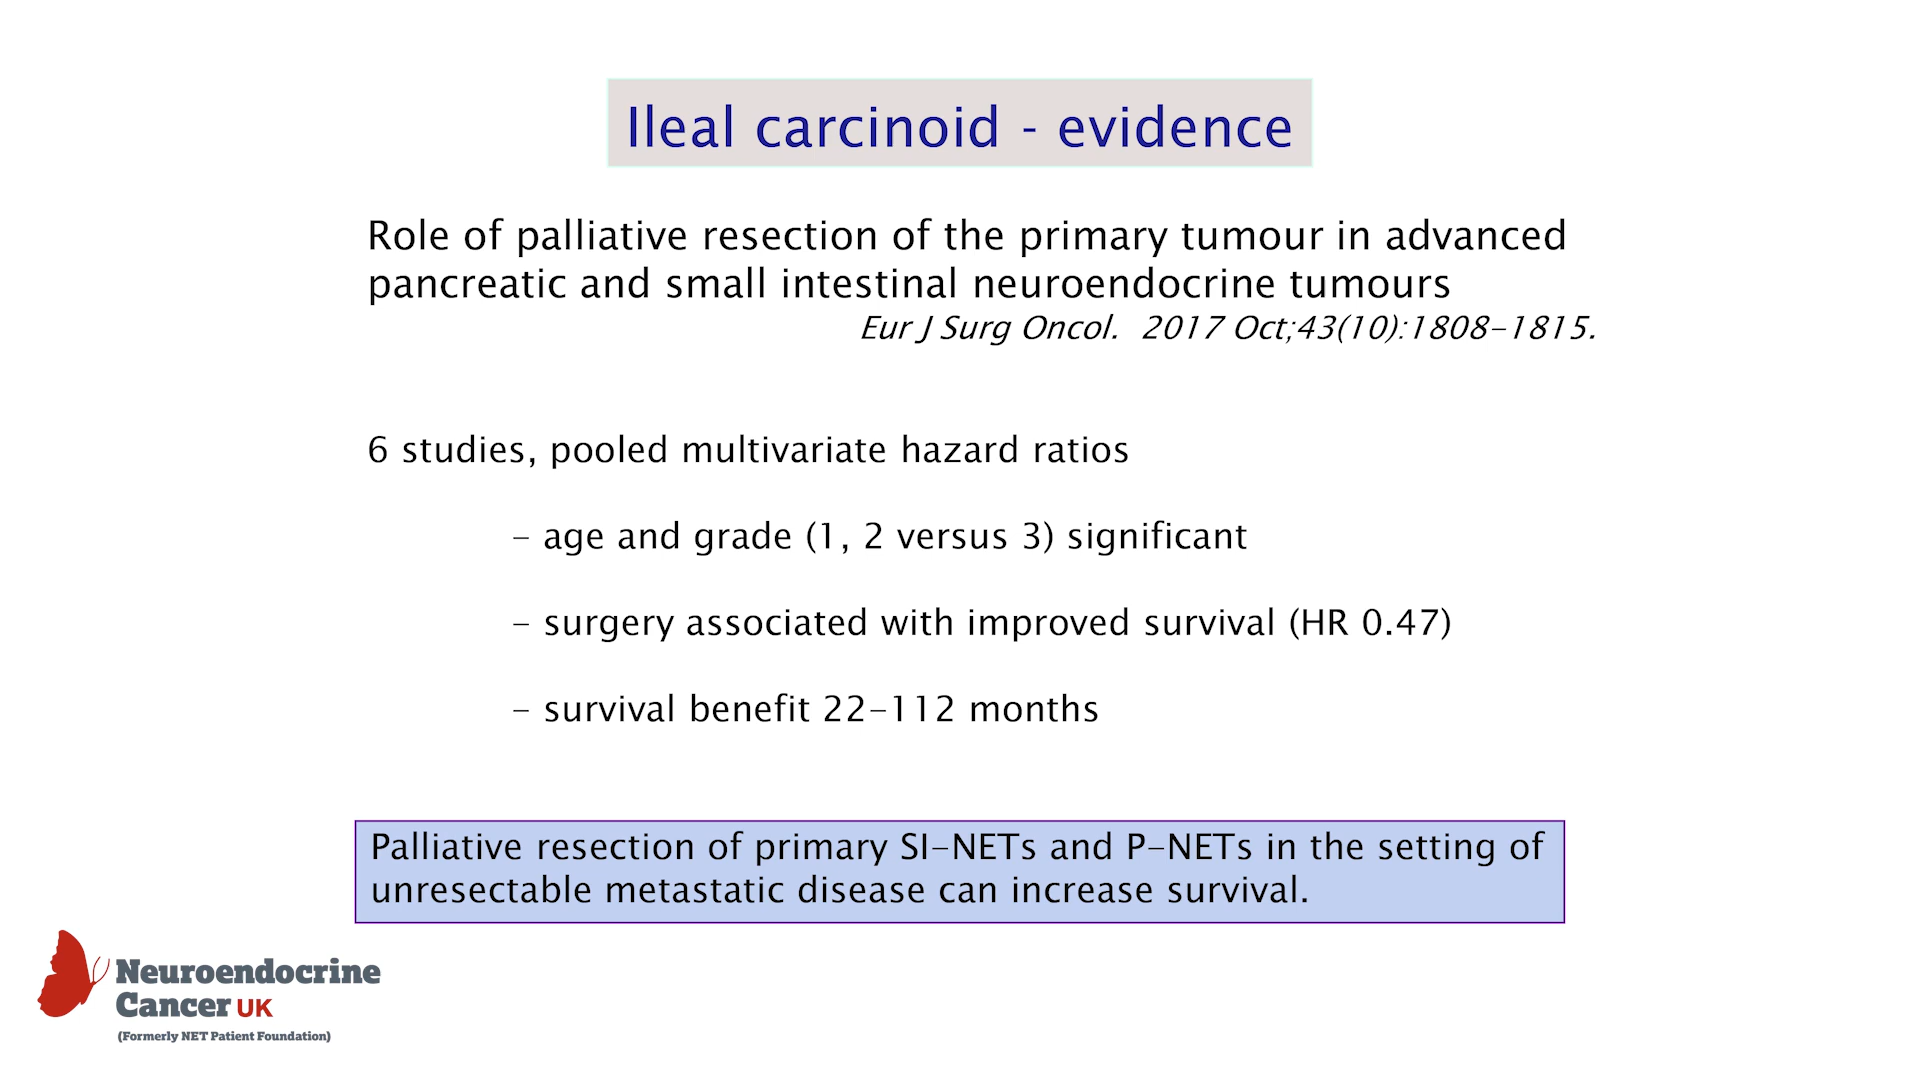 Ileal carcinoid - evidence
Role of palliative resection of the primary tumour in advanced
pancreatic and small intestinal neuroendocrine tumours
Eur J Surg Oncol. 2017 Oct;43(10):1808-1815.
6 studies, pooled multivariate hazard ratios
- age and grade (1, 2 versus 3) significant
- surgery associated with improved survival (HR 0.47)
- survival benefit 22-112 months
Palliative resection of primary SI-NETs and P-NETs in the setting of
unresectable metastatic disease can increase survival.
Neuroendocrine
Cancer UK
(Formerly NET Patient Foundation)